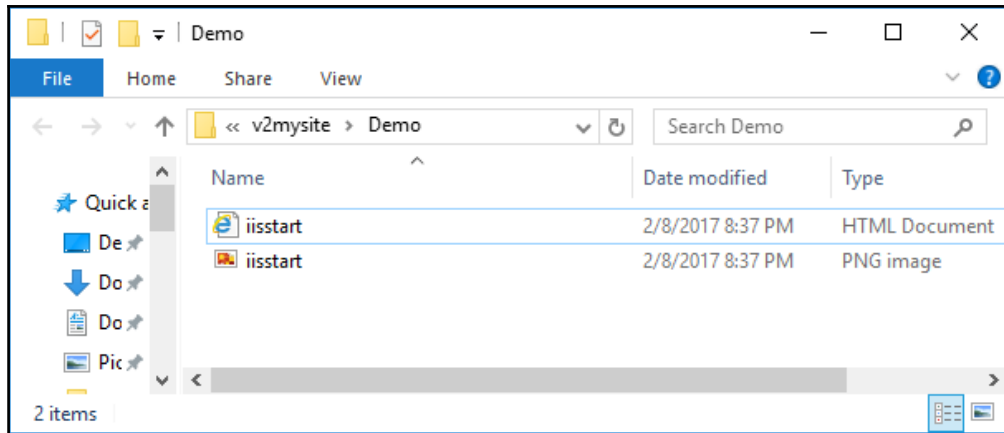 Demo
File Home Share View
« v2mysite > Demo Search Demo
Name Date modified Type
Quick a
iisstart 2/8/2017 8:37 PM HTML Document
De
iisstart 2/8/2017 8:37 PM PNG image
Do
Do
Pic
2 items